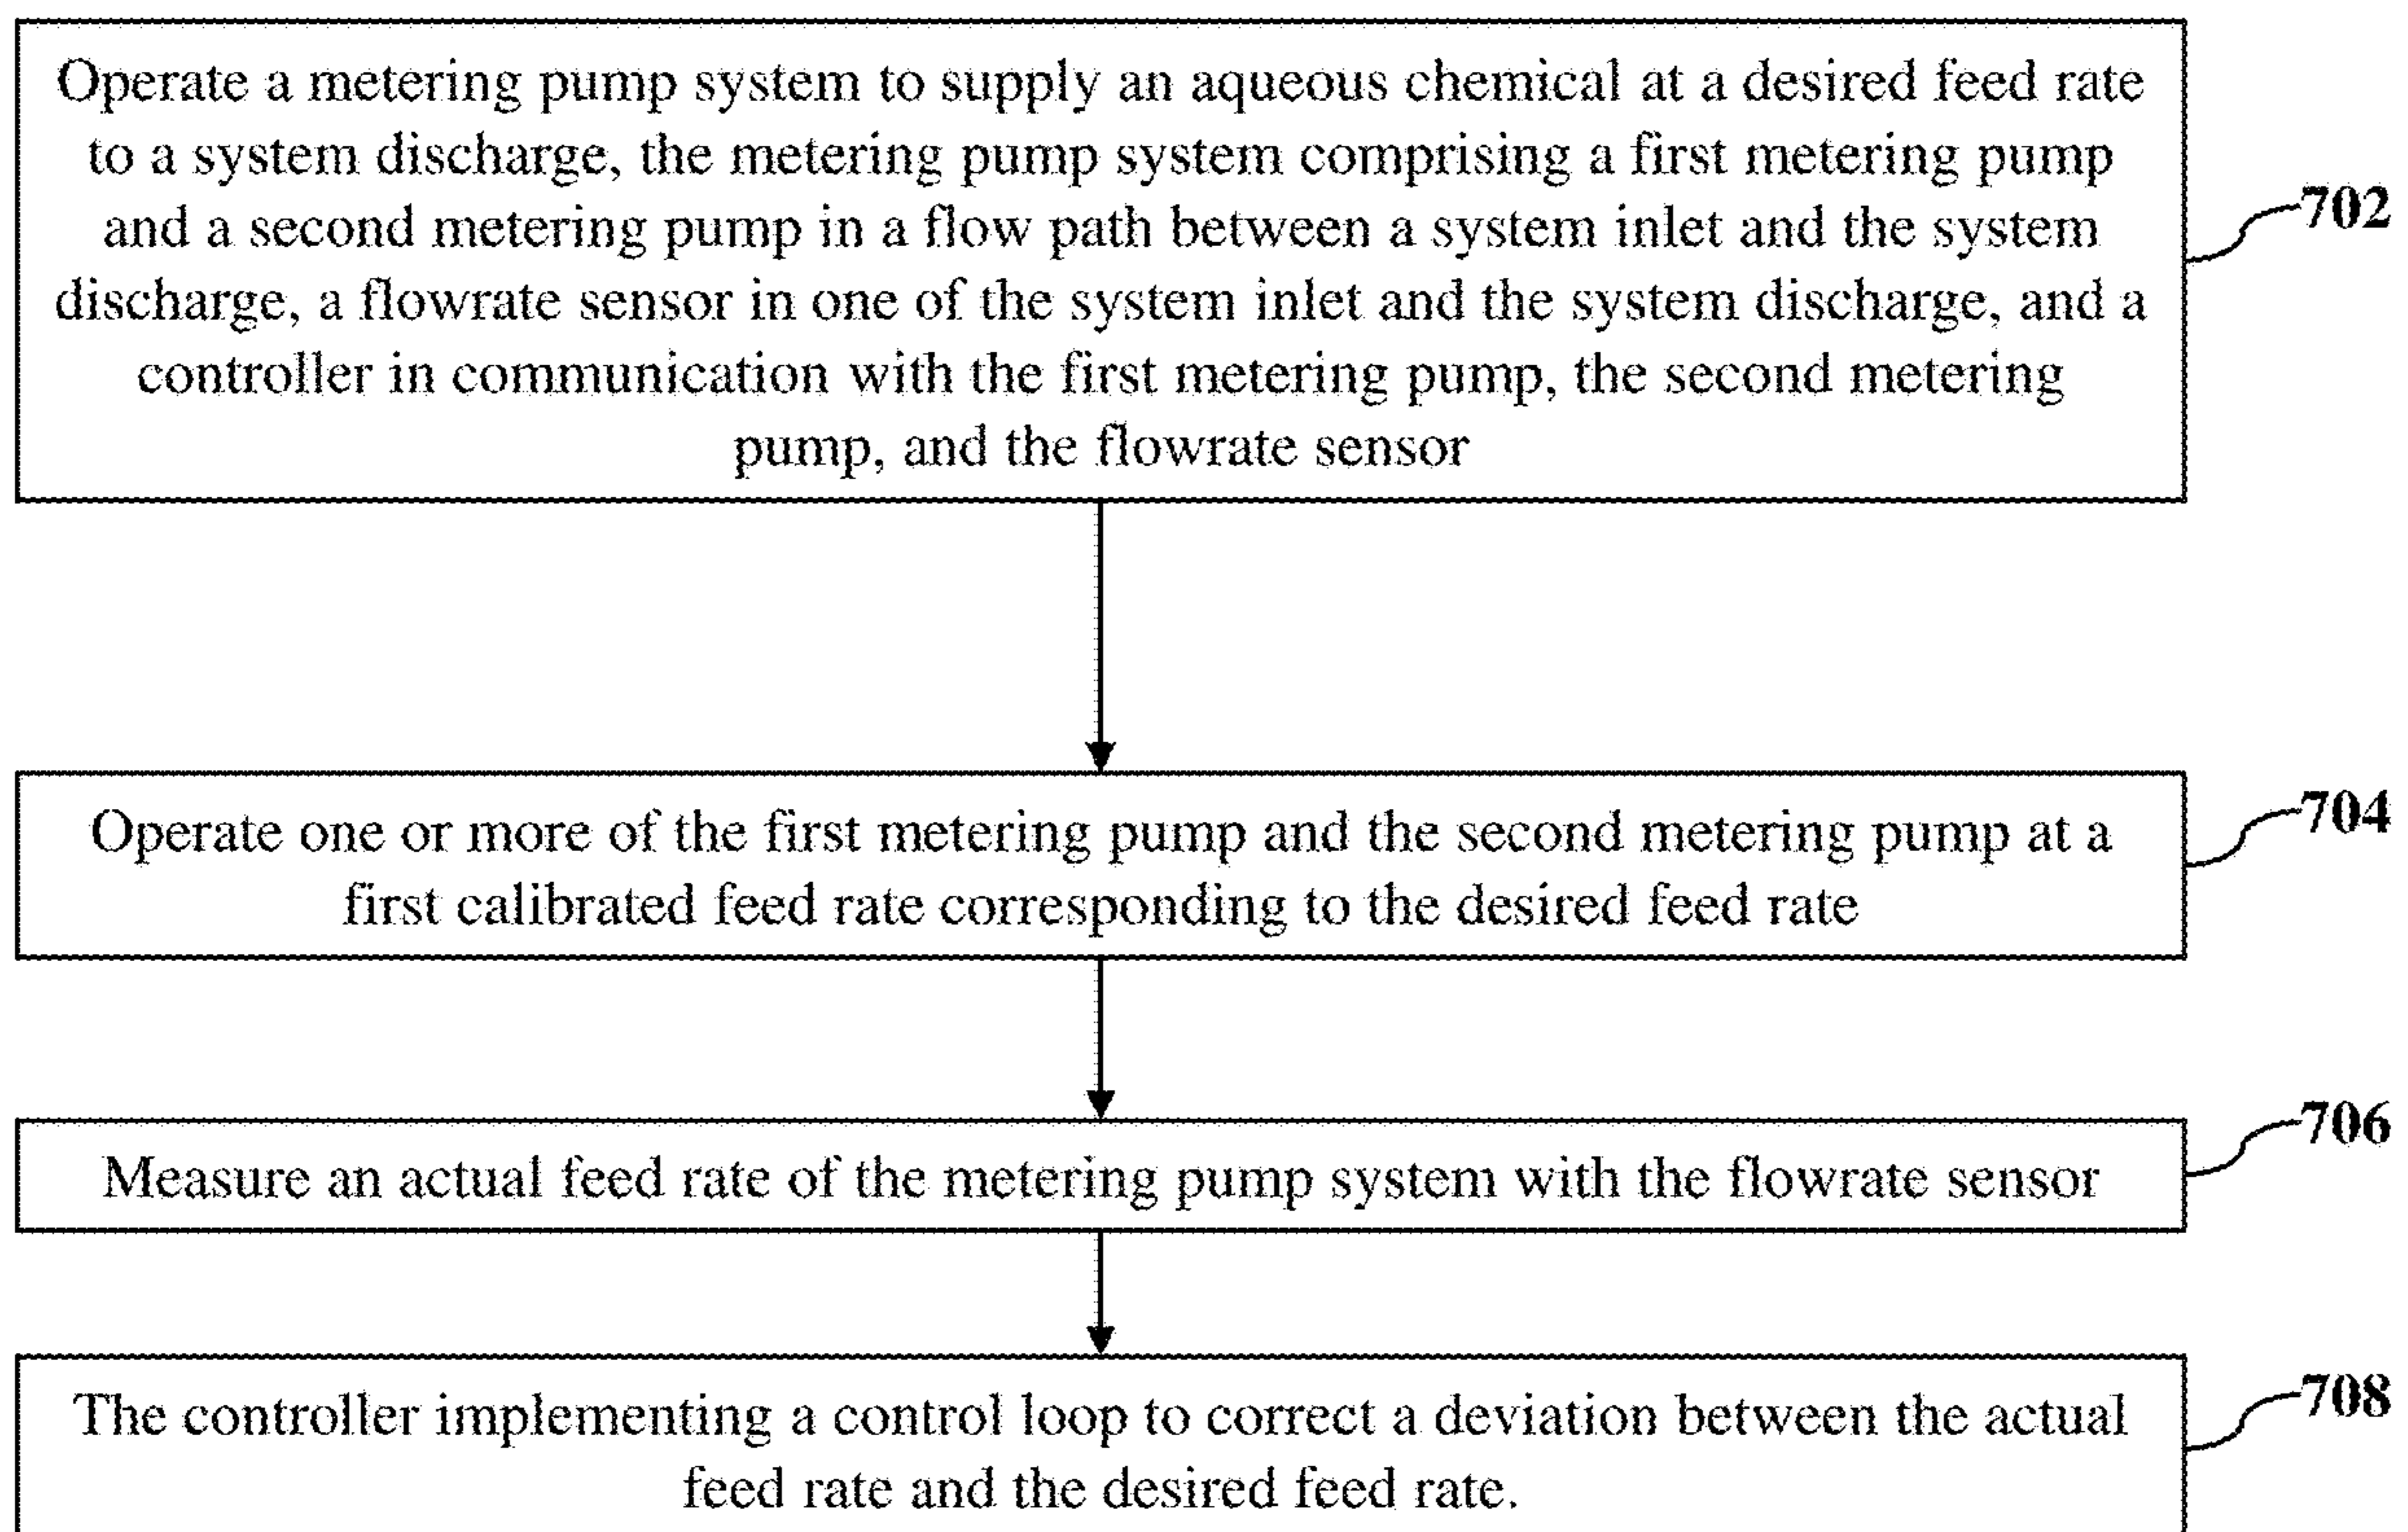 Operate a metering pump system to supply an aqueous chemical at a desired feed rate
to a system discharge, the metering pump system comprising a first metering pump
and a second metering pump in a flow path between a system inlet and the system
discharge, a flowrate sensor in one of the system inlet and the system discharge, and a
controller in communication with the first metering pump, the second metering
pump, and the flowrate sensor
702
Operate one or more of the first metering pump and the second metering pump at a
first calibrated feed rate corresponding to the desired feed rate
704
Measure an actual feed rate of the metering pump system with the flowrate sensor
706
The controller implementing a control loop to correct a deviation between the actual
feed rate and the desired feed rate.
708